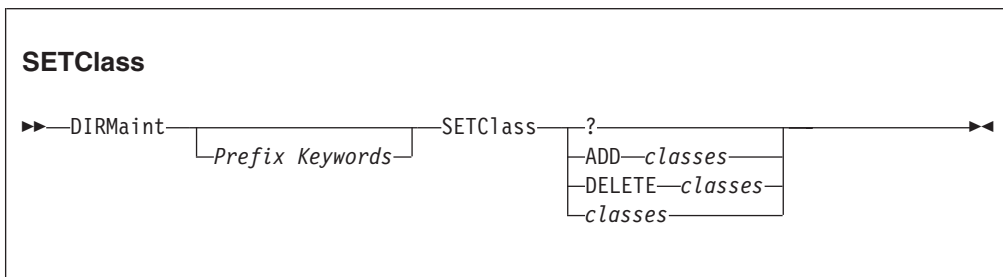 SETClass
DIRMaint SETClass ?
Prefix Keywords ADD classes
DELETE classes
classes